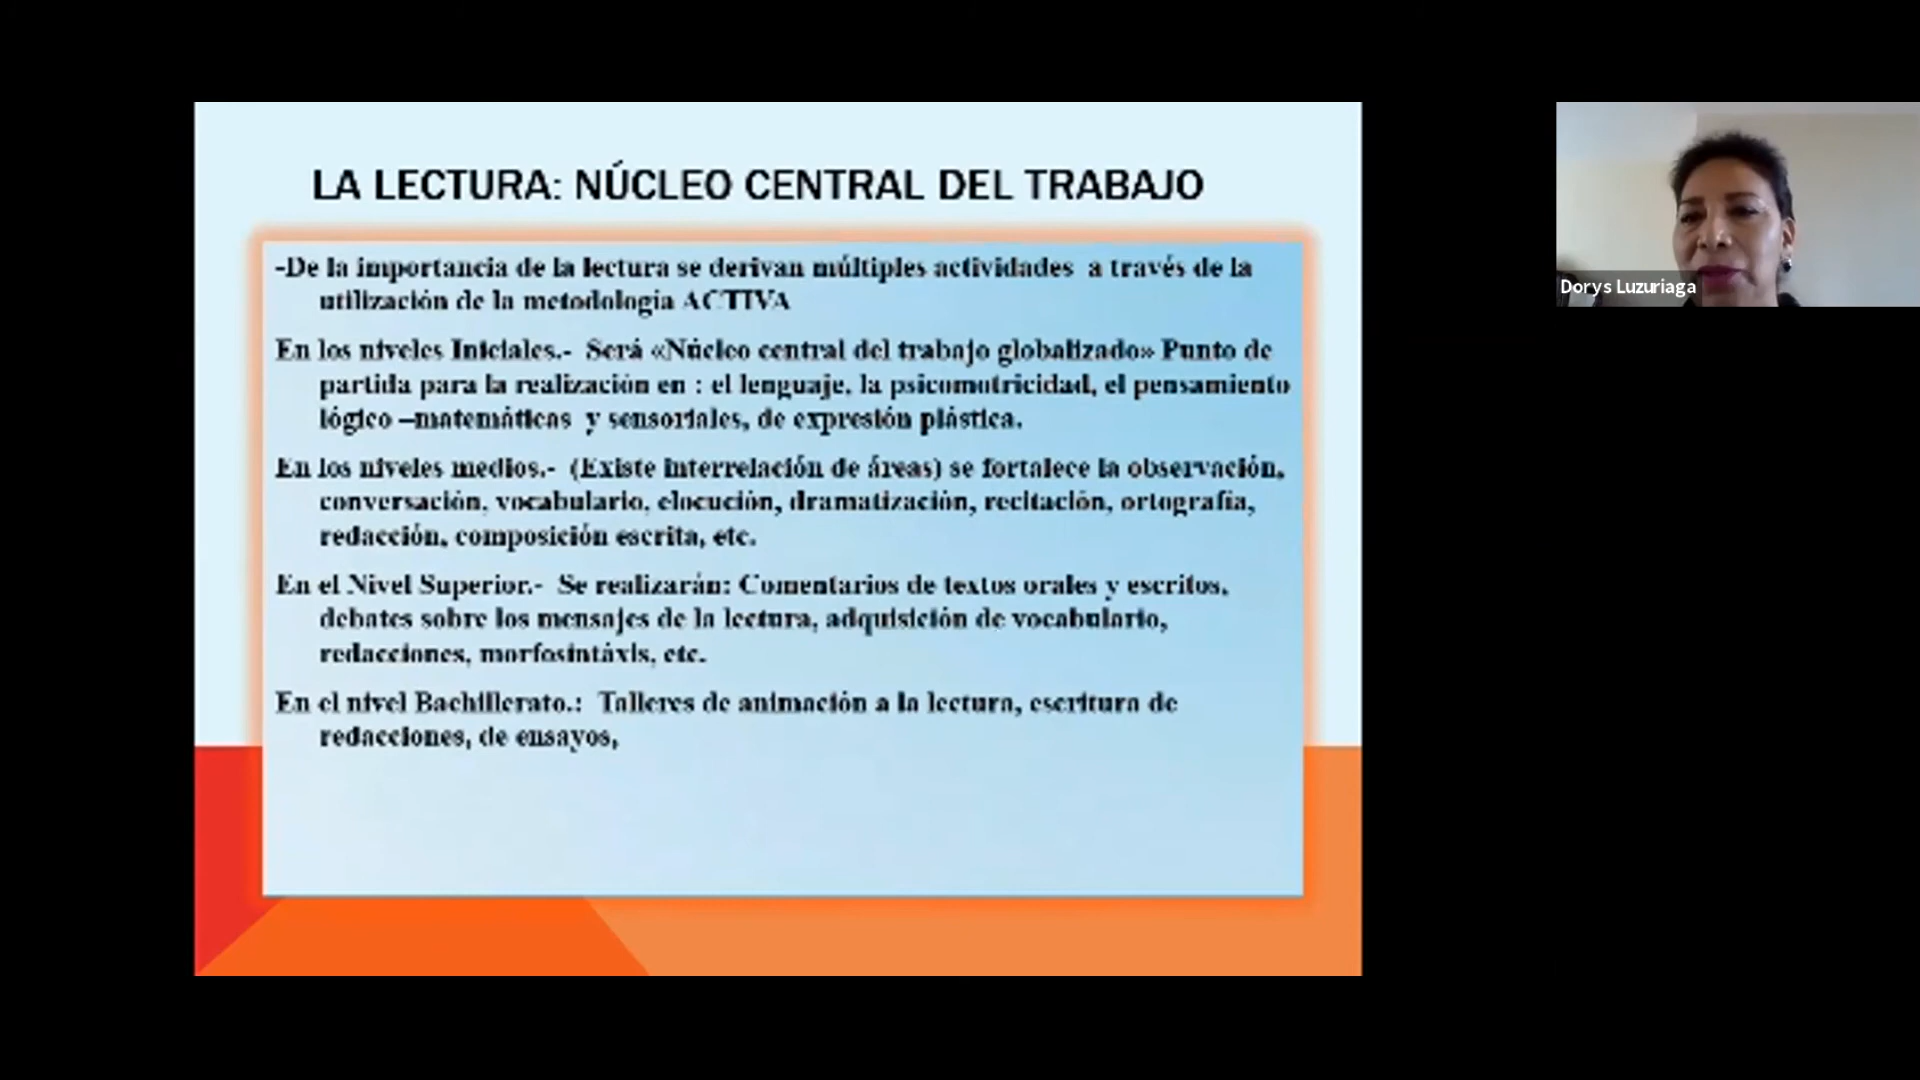 LA LECTURA: NÚCLEO CENTRAL DEL TRABAJO
-De la importancia de la lectura se derivan múltiples actividades a través de la
utilización de la metodología ACTIVA
En los niveles Iniciales.- Será «Núcleo central del trabajo globalizado» Punto de
partida para la realización en : el lenguaje, la psicomotricidad, el pensamiento
lógico –matemáticas y sensoriales, de expresión plástica.
En los niveles medios.- (Existe interrelación de áreas) se fortalece la observación,
conversación, vocabulario, elocución, dramatización, recitación, ortografía,
redacción, composición escrita, etc.
En el Nivel Superior.- Se realizarán: Comentarios de textos orales y escritos,
debates sobre los mensajes de la lectura, adquisición de vocabulario,
redacciones, morfosintáxis, etc.
En el nivel Bachillerato.: Talleres de animación a la lectura, escritura de
redacciones, de ensayos,
Dorys Luzuriaga